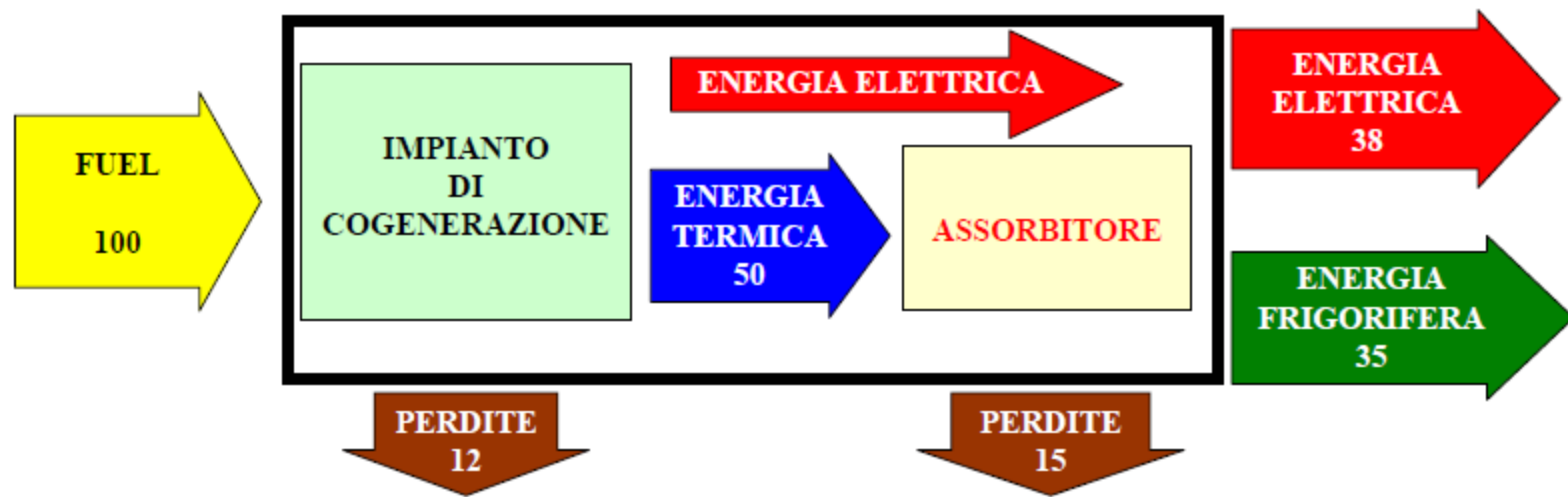 FUEL
100
IMPIANTO
DI
COGENERAZIONE
ENERGIA ELETTRICA
ENERGIA
TERMICA
50
ASSORBITORE
ENERGIA
ELETTRICA
38
ENERGIA
FRIGORIFERA
35
PERDITE
12
PERDITE
15